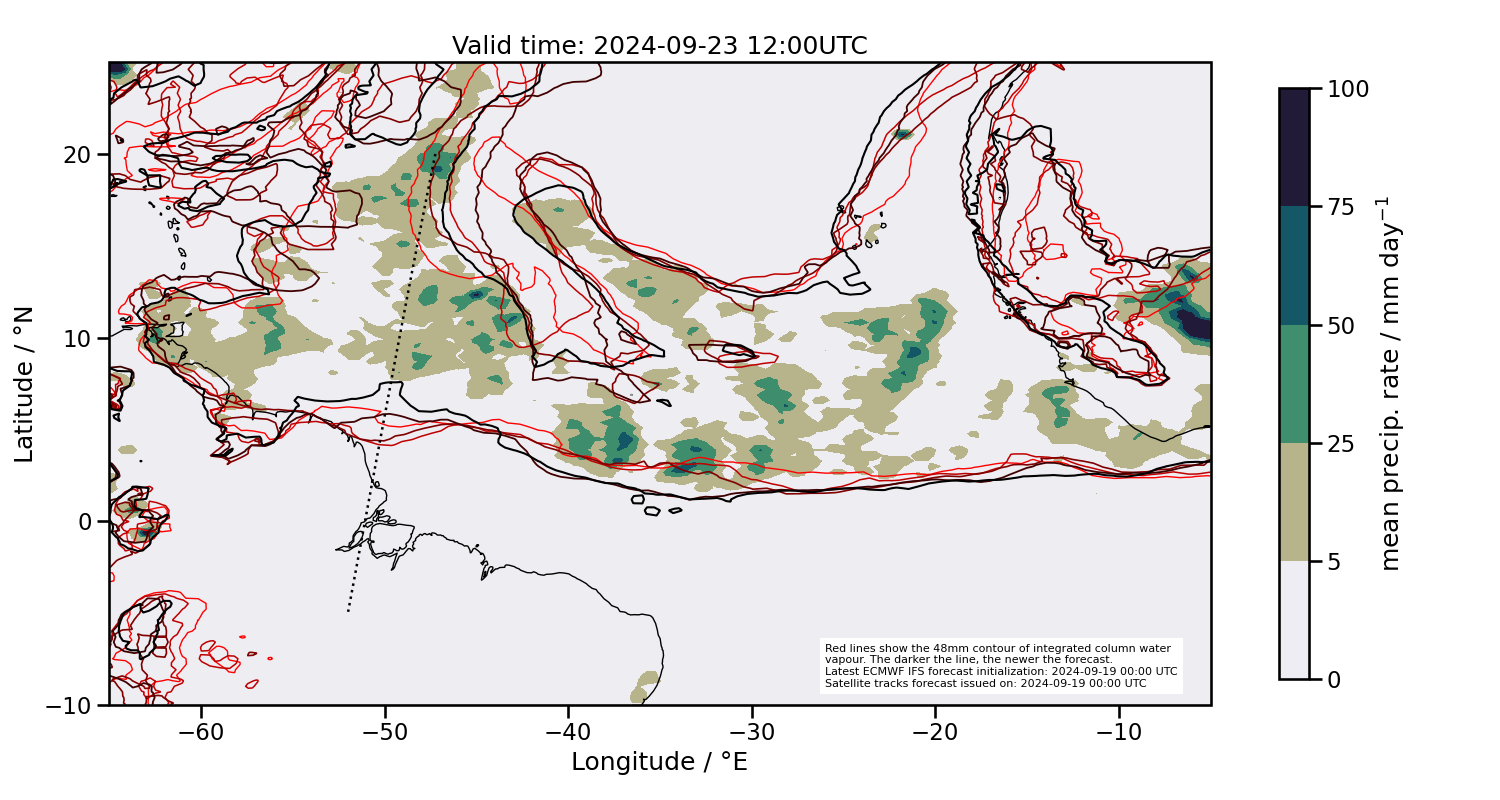 Valid time: 2024-09-23 12:00UTC
Latitude / °N
20
10
0
−10
−60
−50
−40
−30
−20
−10
Longitude / °E
Red lines show the 48mm contour of integrated column water
vapour. The darker the line, the newer the forecast.
Latest ECMWF IFS forecast initialization: 2024-09-19 00:00 UTC
Satellite tracks forecast issued on: 2024-09-19 00:00 UTC
100
75
50
25
5
0
mean precip. rate / mm day⁻¹